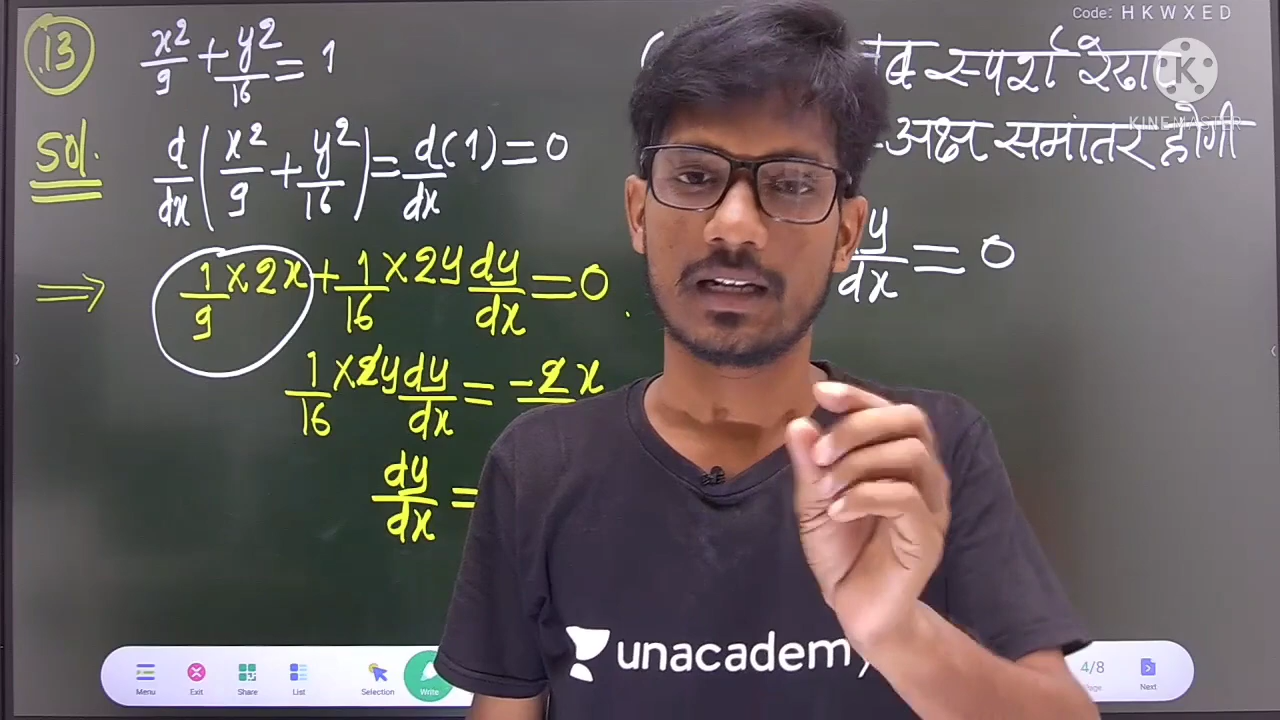 Code: HKWXED
13
x²/9 + y²/16 = 1
स्पर्श रेखा
KINEMASTER
K
-अक्ष समांतर होगी
Sol.
d/dx (x²/9 + y²/16) = d/dx (1) = 0
⇒ 1/9 × 2x + 1/16 × 2y dy/dx = 0
y/dx = 0
1/16 × 2y dy/dx = -2x
dy/dx =
unacademy
Menu Exit Share List Selection Write 4/8 Page Next